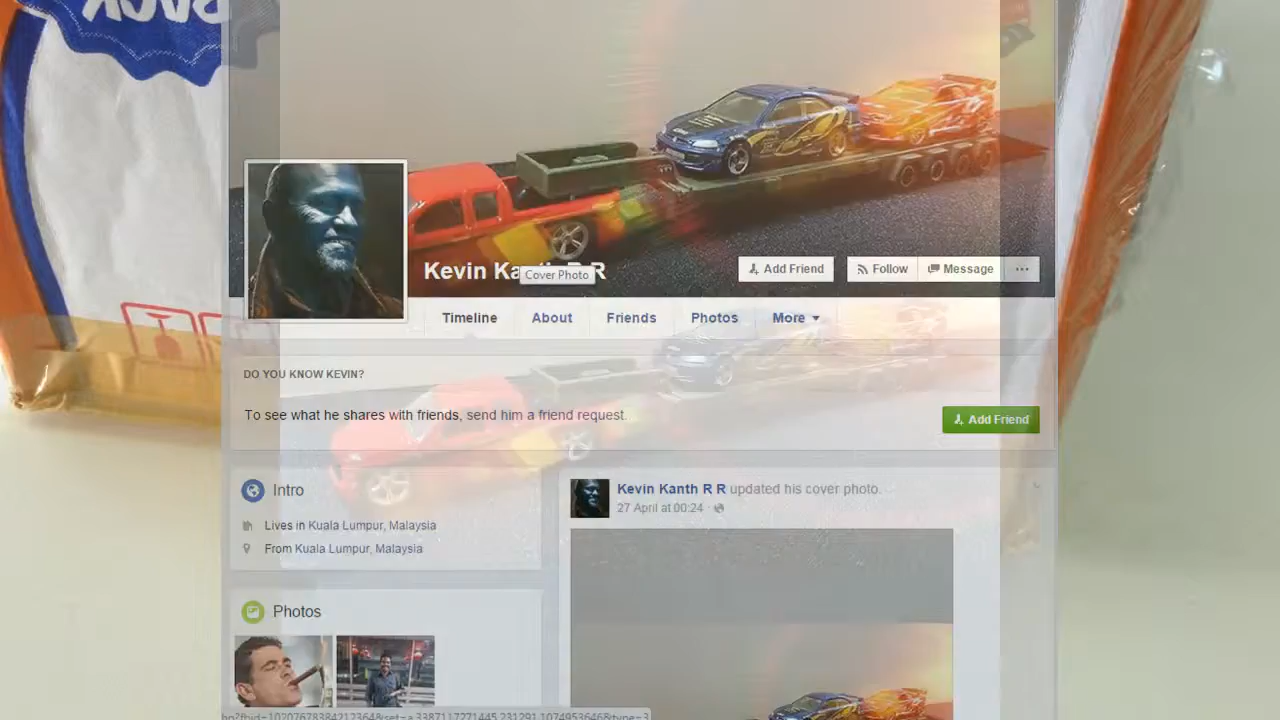 Kevin Kanth R R
Cover Photo
Add Friend
Follow
Message
Timeline
About
Friends
Photos
More
DO YOU KNOW KEVIN?
To see what he shares with friends, send him a friend request.
Add Friend
Intro
Lives in Kuala Lumpur, Malaysia
From Kuala Lumpur, Malaysia
Photos
Kevin Kanth R R updated his cover photo.
27 April at 00:24